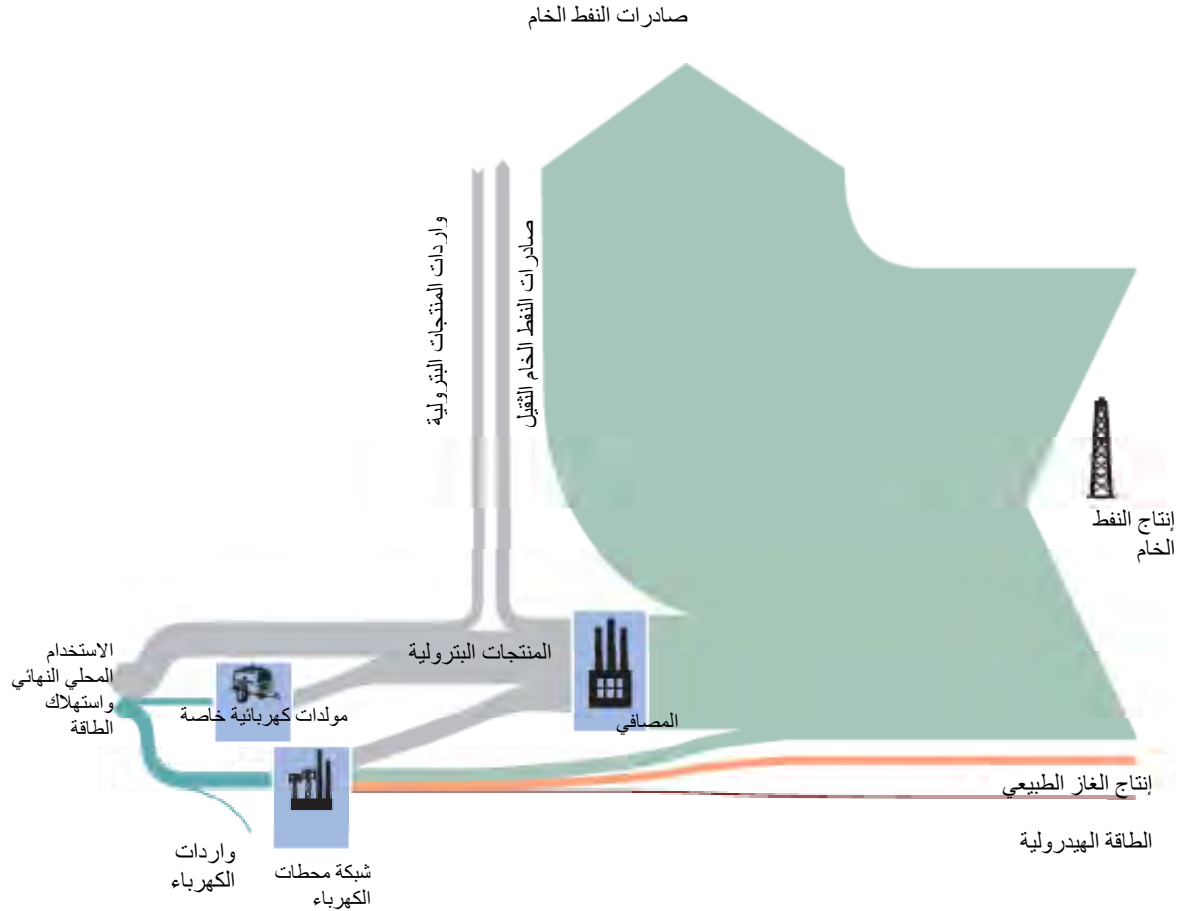 صادرات النفط الخام
واردات المنتجات البترولية
صادرات النفط الخام الثقيل
إنتاج النفط
الخام
المنتجات البترولية
الاستخدام
المحلي النهائي
واستهلاك
الطاقة
مولدات كهربائية خاصة
المصافي
إنتاج الغاز الطبيعي
الطاقة الهيدرولية
واردات
الكهرباء
شبكة محطات
الكهرباء